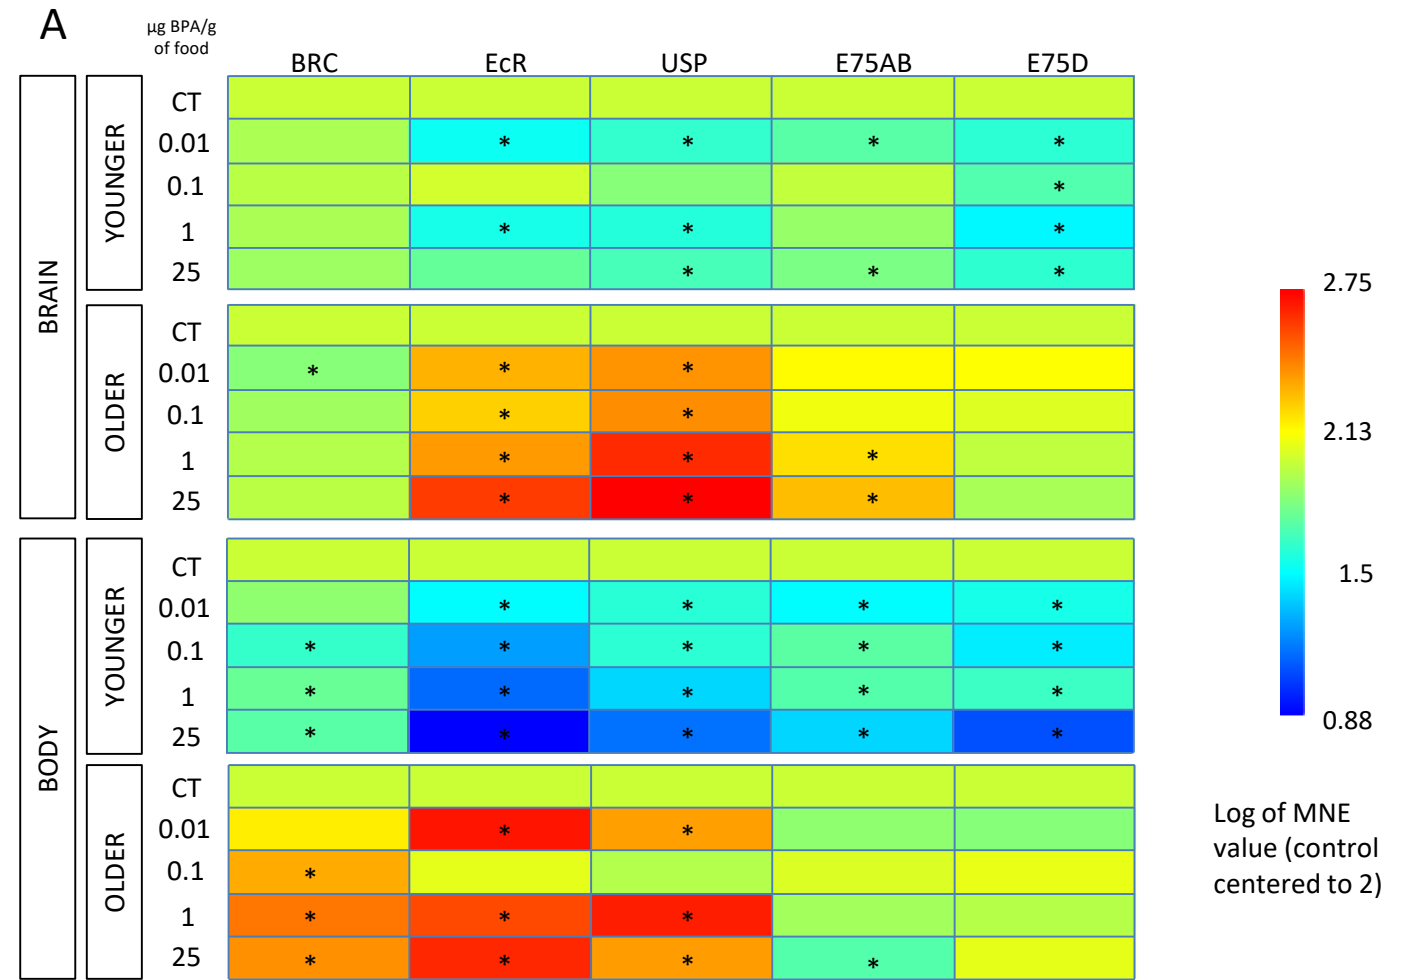 A
µg BPA/g
of food
BRC EcR USP E75AB E75D
BRAIN
YOUNGER
CT
0.01 * * * *
0.1 *
1 * * *
25 * * *
OLDER
CT
0.01 * * *
0.1 * *
1 * * *
25 * * *
BODY
YOUNGER
CT
0.01 * * * *
0.1 * * * * *
1 * * * * *
25 * * * * *
OLDER
CT
0.01 * *
0.1 *
1 * * *
25 * * * *
2.75
2.13
1.5
0.88
Log of MNE
value (control
centered to 2)